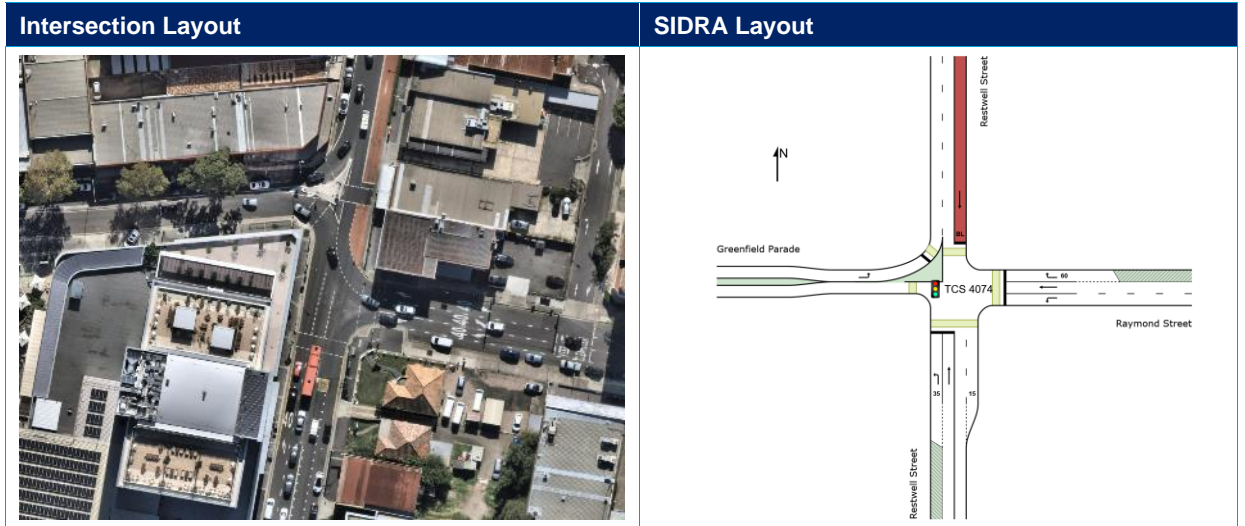 Intersection Layout
SIDRA Layout
Restwell Street
N
BL
Greenfield Parade
60
TCS 4074
Raymond Street
35
15
Restwell Street